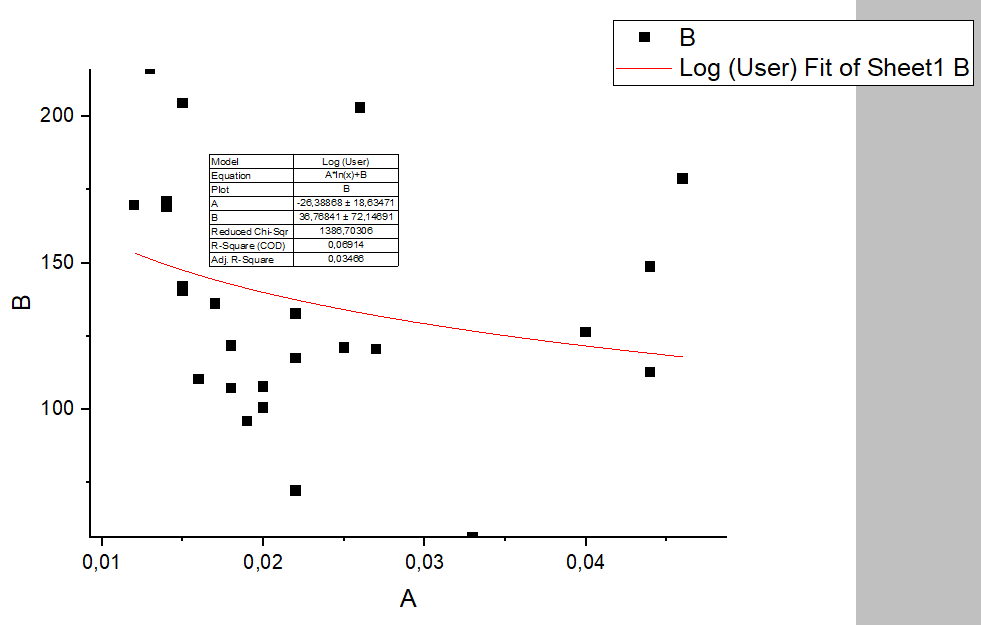 B
Log (User) Fit of Sheet1 B
200
150
100
B
Model Log (User)
Equation A*ln(x)+B
Plot B
A -26,38868 ± 18,63471
B 36,76841 ± 72,14691
Reduced Chi-Sqr 1386,70306
R-Square (COD) 0,06914
Adj. R-Square 0,03466
0,01 0,02 0,03 0,04
A